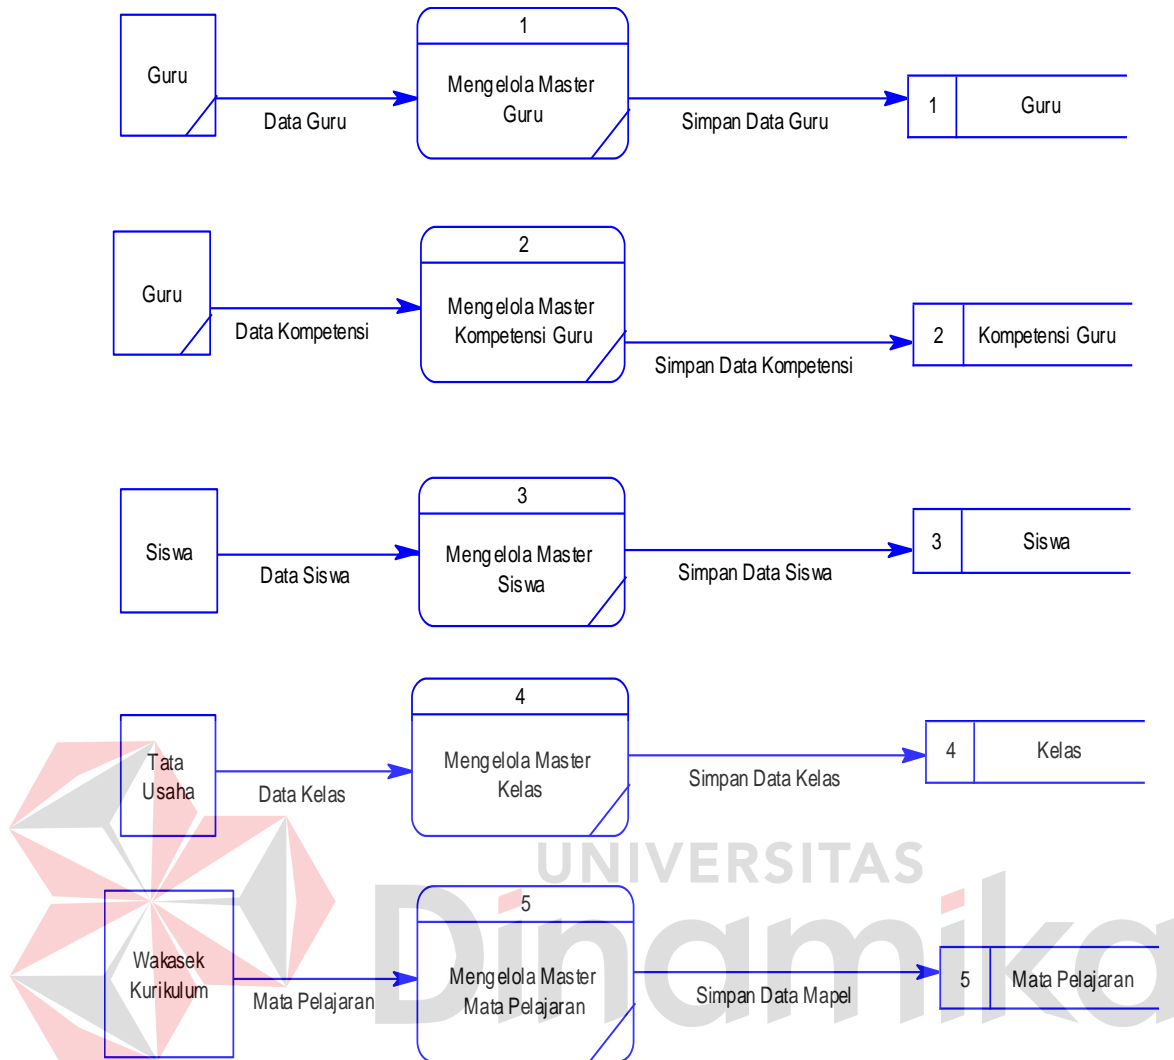 1
Guru
Mengelola Master
Guru
1
Guru
Data Guru
Simpan Data Guru
2
Guru
Mengelola Master
Kompetensi Guru
2
Kompetensi Guru
Data Kompetensi
Simpan Data Kompetensi
3
Siswa
Mengelola Master
Siswa
3
Siswa
Data Siswa
Simpan Data Siswa
4
Tata
Usaha
Mengelola Master
Kelas
4
Kelas
Data Kelas
Simpan Data Kelas
UNIVERSITAS
Dinamika
5
Wakasek
Kurikulum
Mengelola Master
Mata Pelajaran
5
Mata Pelajaran
Mata Pelajaran
Simpan Data Mapel